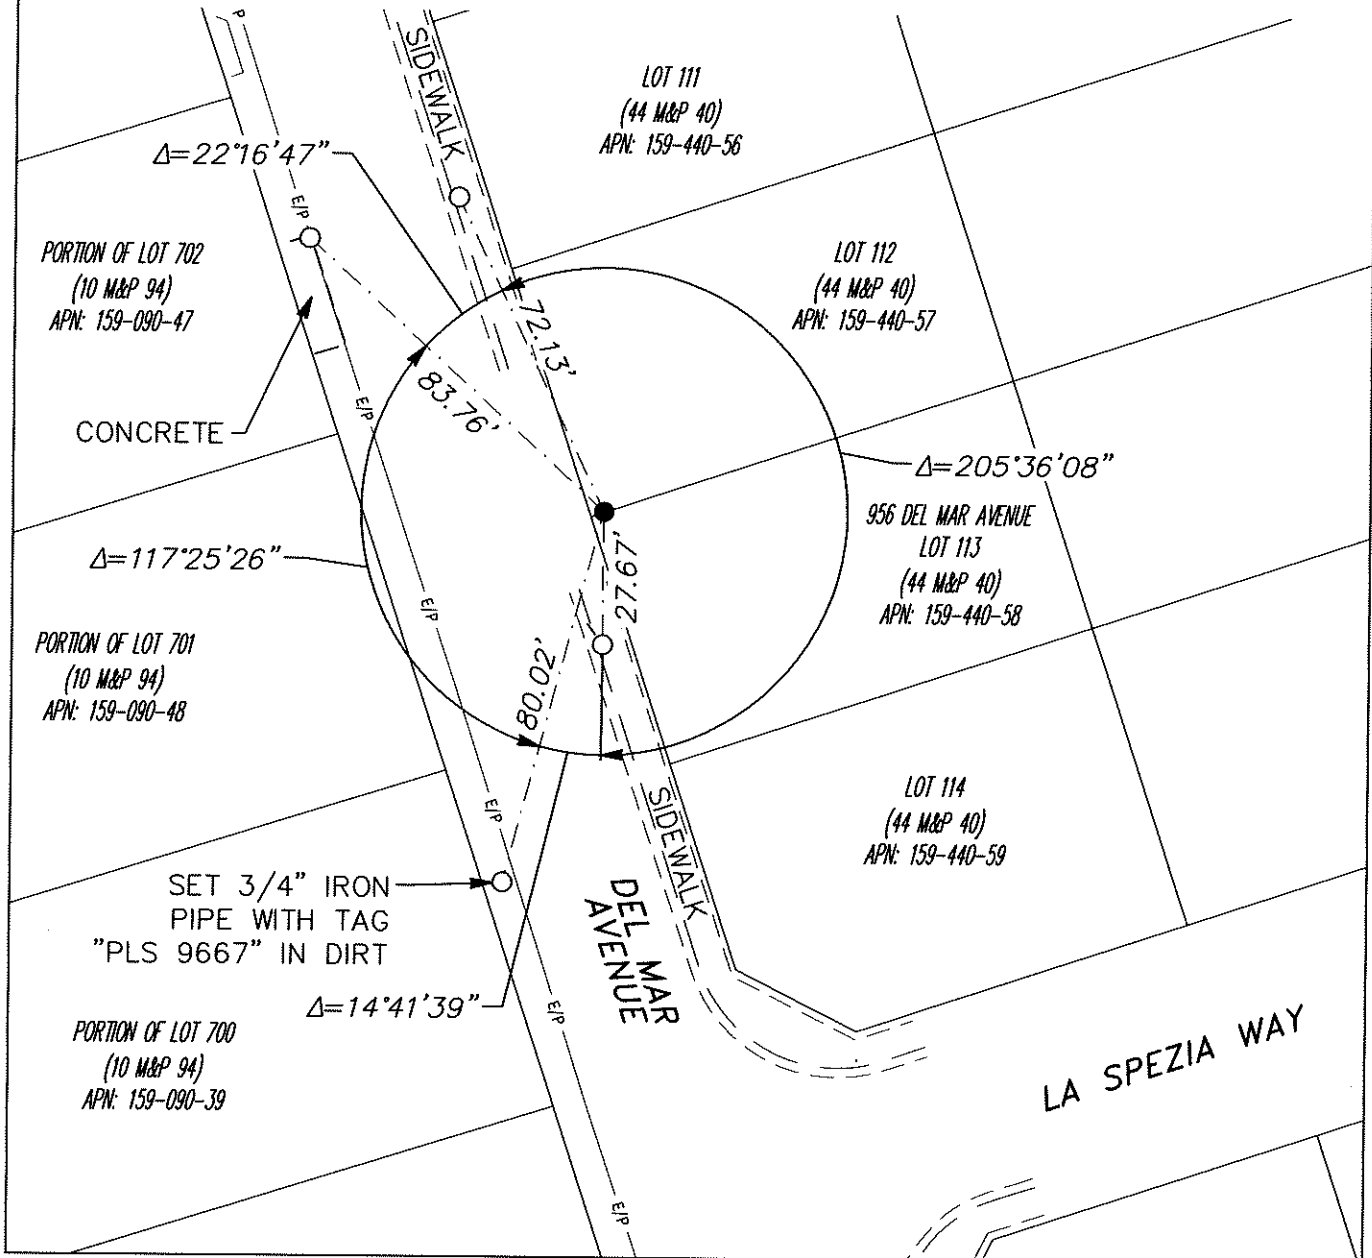 P
SIDEWALK
LOT 111
(44 M&P 40)
APN: 159-440-56
Δ=22°16'47"
E/P
PORTION OF LOT 702
(10 M&P 94)
APN: 159-090-47
LOT 112
(44 M&P 40)
APN: 159-440-57
72.13'
83.76'
E/P
CONCRETE
Δ=205°36'08"
956 DEL MAR AVENUE
LOT 113
(44 M&P 40)
APN: 159-440-58
Δ=117°25'26"
27.67'
E/P
PORTION OF LOT 701
(10 M&P 94)
APN: 159-090-48
80.02'
E/P
SIDEWALK
LOT 114
(44 M&P 40)
APN: 159-440-59
SET 3/4" IRON
PIPE WITH TAG
"PLS 9667" IN DIRT
DEL MAR
AVENUE
Δ=14°41'39"
E/P
PORTION OF LOT 700
(10 M&P 94)
APN: 159-090-39
LA SPEZIA WAY
E/P